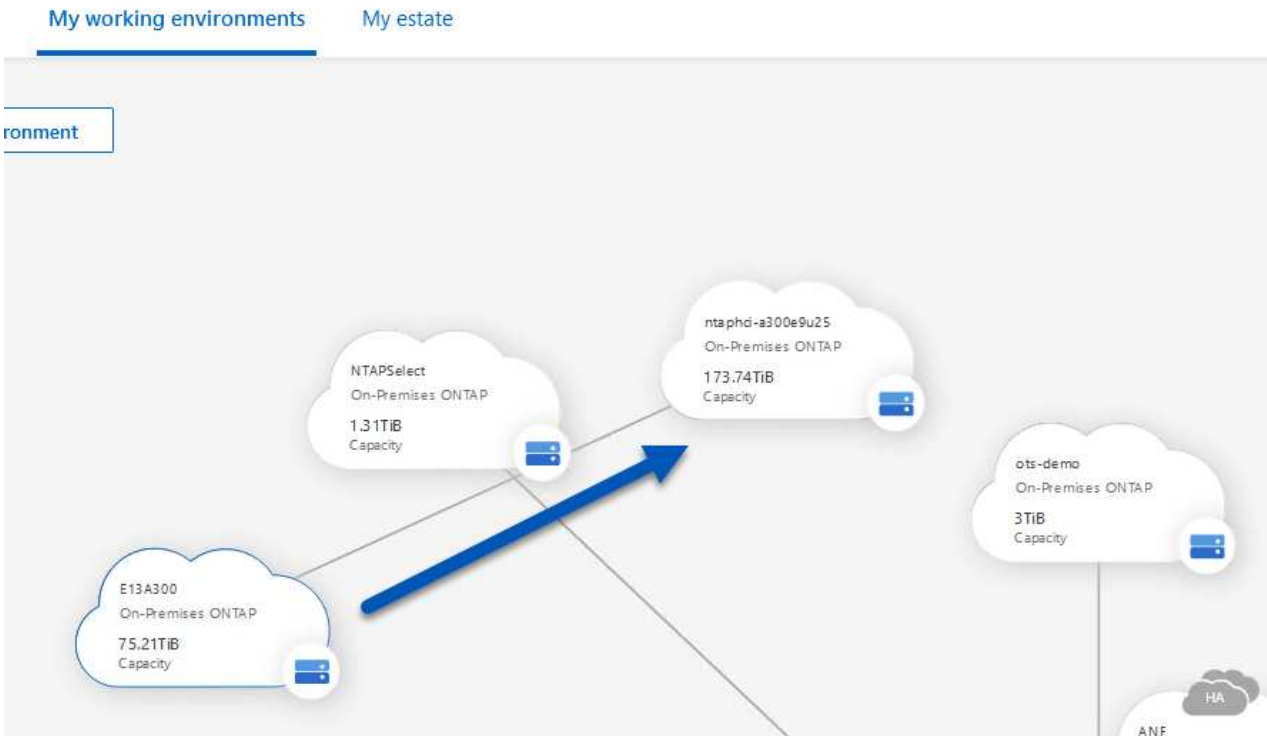 My working environments
My estate
ronment
ntaphci-a300e9u25
On-Premises ONTAP
173.74TiB
Capacity
NTAPSelect
On-Premises ONTAP
1.31TiB
Capacity
ots-demo
On-Premises ONTAP
3TiB
Capacity
E13A300
On-Premises ONTAP
75.21TiB
Capacity
HA
ANF